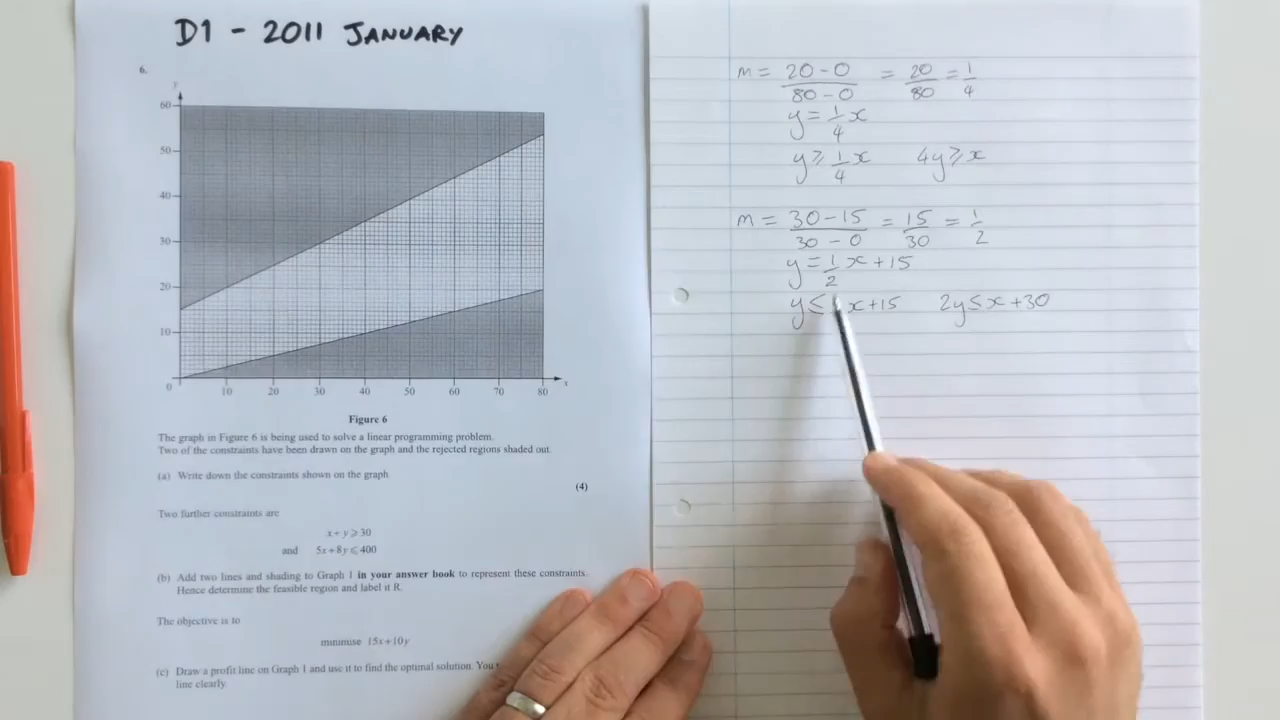 D1 - 2011 JANUARY
6.
y
60
50
40
30
20
10
0
10 20 30 40 50 60 70 80
x
Figure 6
The graph in Figure 6 is being used to solve a linear programming problem.
Two of the constraints have been drawn on the graph and the rejected regions shaded out.
(a) Write down the constraints shown on the graph
(4)
Two further constraints are
x + y ⩾ 30
and 5x + 8y ⩽ 400
(b) Add two lines and shading to Graph 1 in your answer book to represent these constraints.
Hence determine the feasible region and label it R.
The objective is to
minimise 15x + 10y
(c) Draw a profit line on Graph 1 and use it to find the optimal solution. You
line clearly.
m = 20 - 0 / 80 - 0 = 20/80 = 1/4
y = 1/4 x
y ⩾ 1/4 x 4y ⩾ x
m = 30 - 15 / 30 - 0 = 15/30 = 1/2
y = 1/2 x + 15
y ≤ x + 15 2y ≤ x + 30